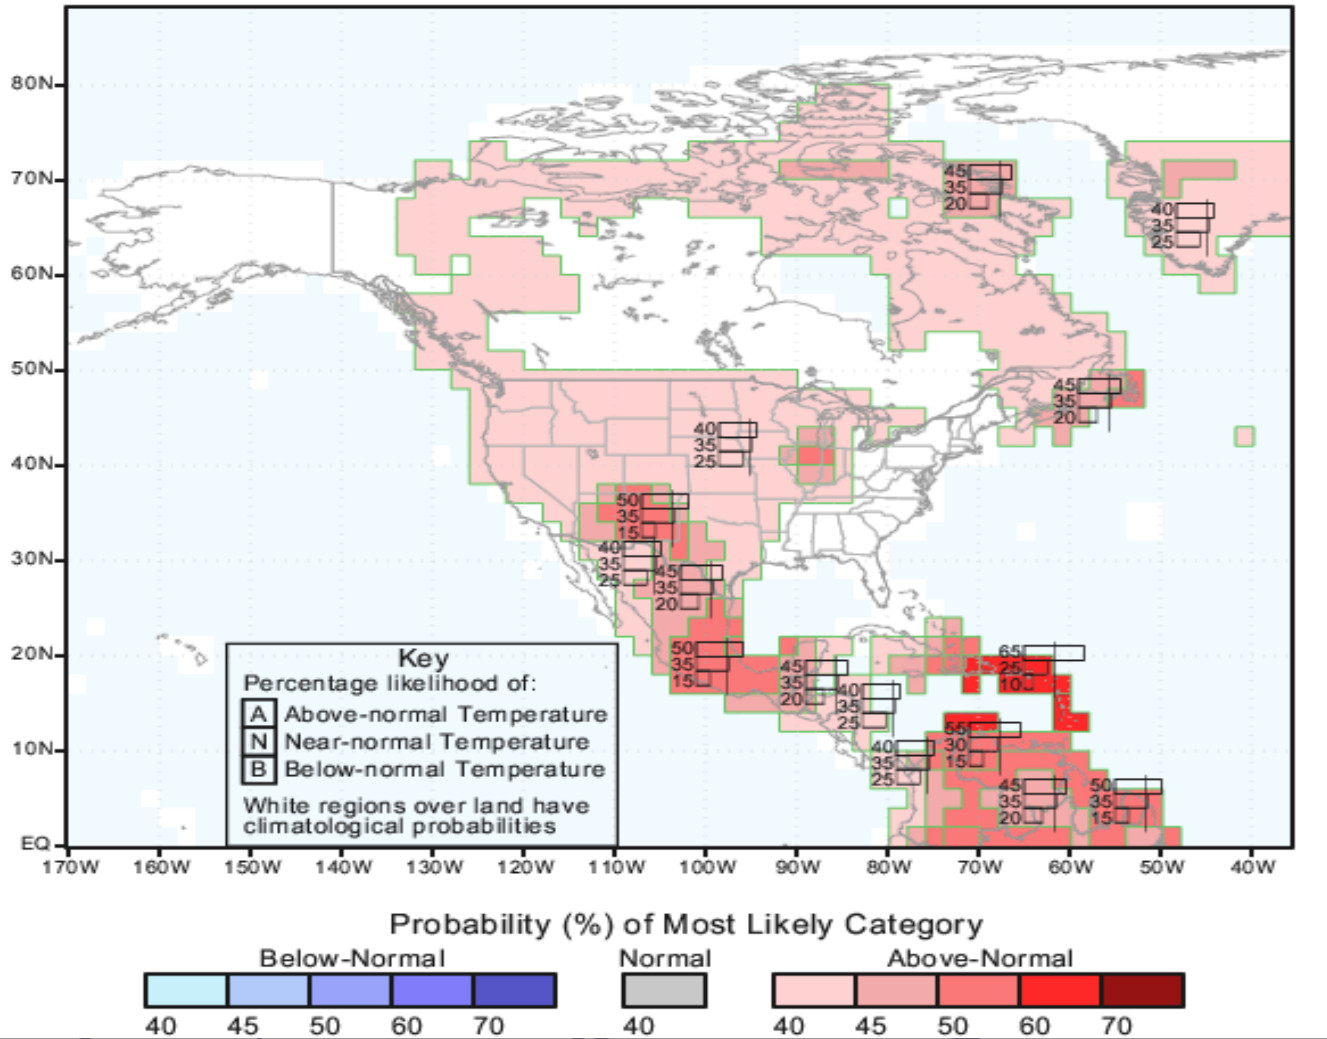 80N
70N
45
35
20
40
35
25
60N
50N
45
35
20
40
35
25
40N
50
35
15
30N
40
35
25
45
35
20
20N
50
35
15
45
35
20
65
25
10
40
35
25
10N
40
35
25
55
30
15
45
35
20
50
35
15
EQ
Key
Percentage likelihood of:
A Above-normal Temperature
N Near-normal Temperature
B Below-normal Temperature
White regions over land have
climatological probabilities
170W 160W 150W 140W 130W 120W 110W 100W 90W 80W 70W 60W 50W 40W
Probability (%) of Most Likely Category
Below-Normal Normal Above-Normal
40 45 50 60 70 40 40 45 50 60 70